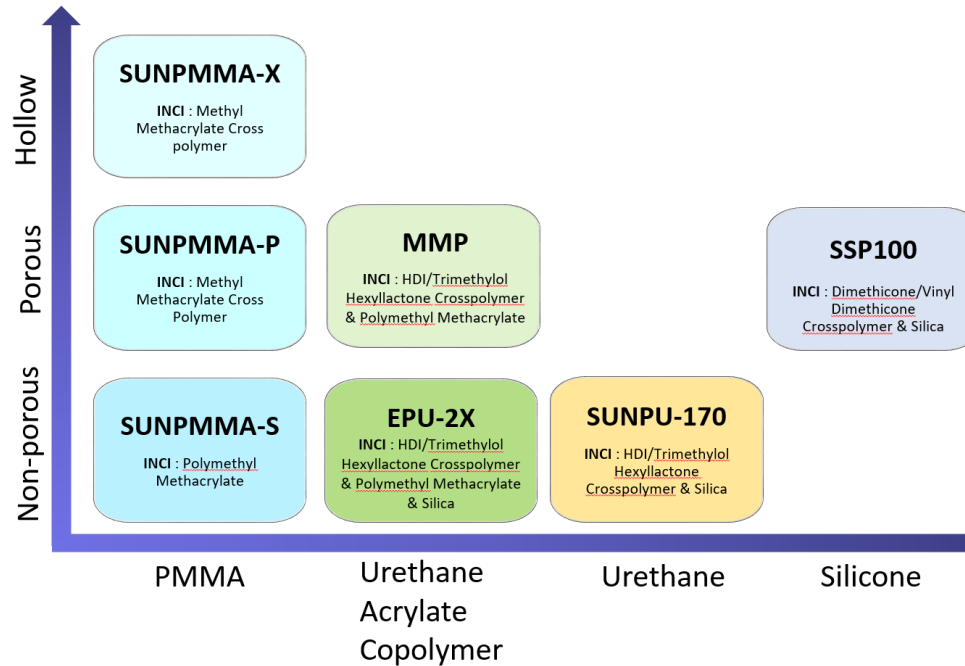 Hollow
SUNPMMA-X
INCI : Methyl
Methacrylate Cross
polymer
Porous
SUNPMMA-P
INCI : Methyl
Methacrylate Cross
Polymer
MMP
INCI : HDI/Trimethylol
Hexyllactone Crosspolymer
& Polymethyl Methacrylate
SSP100
INCI : Dimethicone/Vinyl
Dimethicone
Crosspolymer & Silica
Non-porous
SUNPMMA-S
INCI : Polymethyl
Methacrylate
EPU-2X
INCI : HDI/Trimethylol
Hexyllactone Crosspolymer
& Polymethyl Methacrylate
& Silica
SUNPU-170
INCI : HDI/Trimethylol
Hexyllactone
Crosspolymer & Silica
PMMA
Urethane
Acrylate
Copolymer
Urethane
Silicone